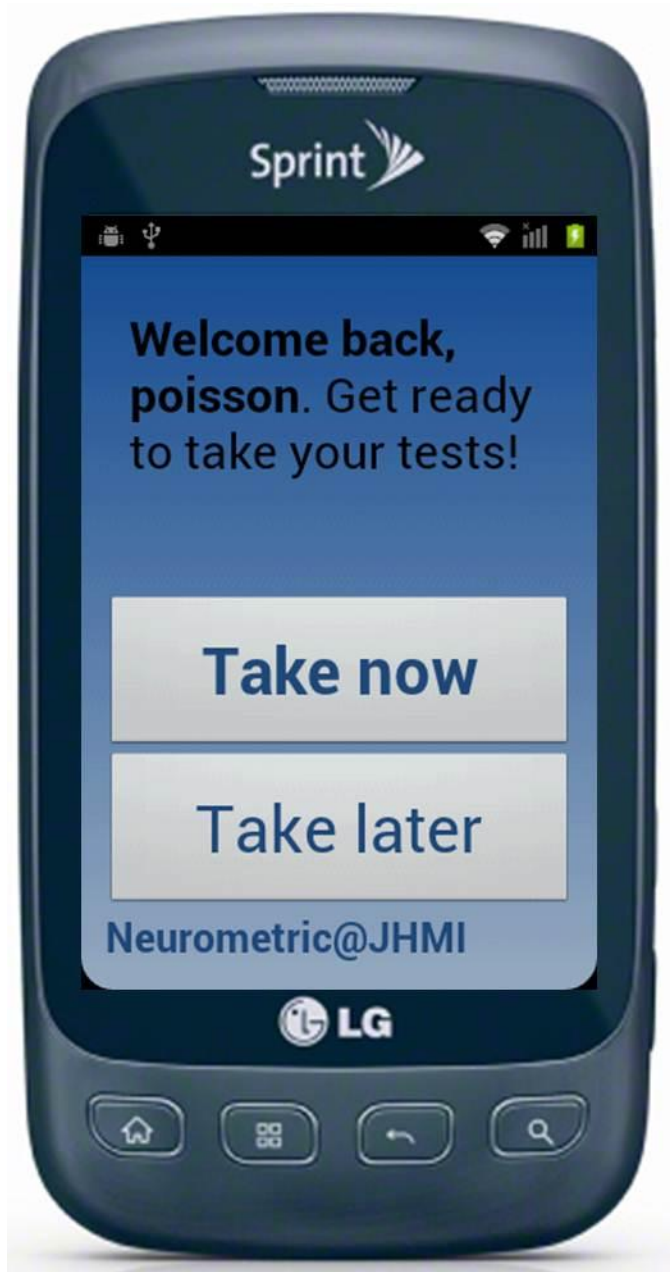 Sprint
Welcome back,
poisson. Get ready
to take your tests!
Take now
Take later
Neurometric@JHMI
LG